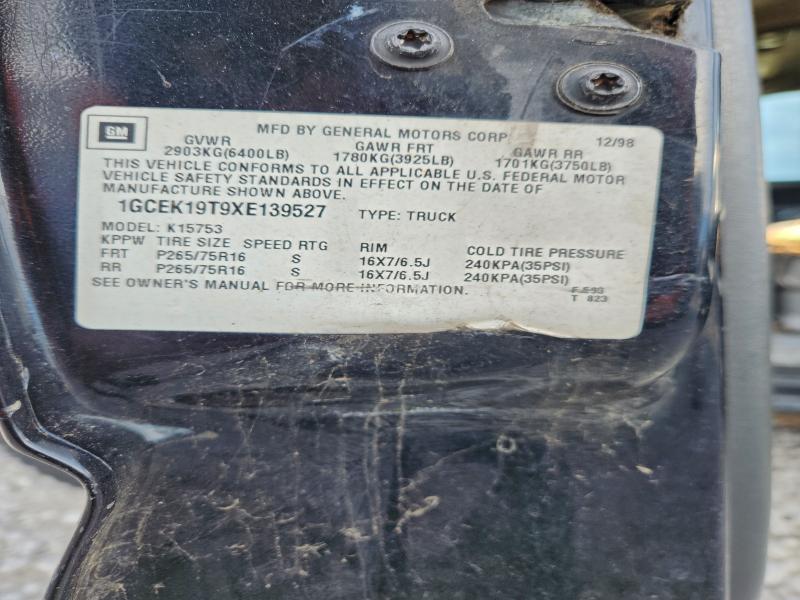 GM
MFD BY GENERAL MOTORS CORP 12/98
GVWR GAWR FRT GAWR RR
2903KG(6400LB) 1780KG(3925LB) 1701KG(3750LB)
THIS VEHICLE CONFORMS TO ALL APPLICABLE U.S. FEDERAL MOTOR
VEHICLE SAFETY STANDARDS IN EFFECT ON THE DATE OF
MANUFACTURE SHOWN ABOVE.
1GCEK19T9XE139527 TYPE: TRUCK
MODEL: K15753
KPPW TIRE SIZE SPEED RTG RIM COLD TIRE PRESSURE
FRT P265/75R16 S 16X7/6.5J 240KPA(35PSI)
RR P265/75R16 S 16X7/6.5J 240KPA(35PSI)
SEE OWNER'S MANUAL FOR MORE INFORMATION.
T 823